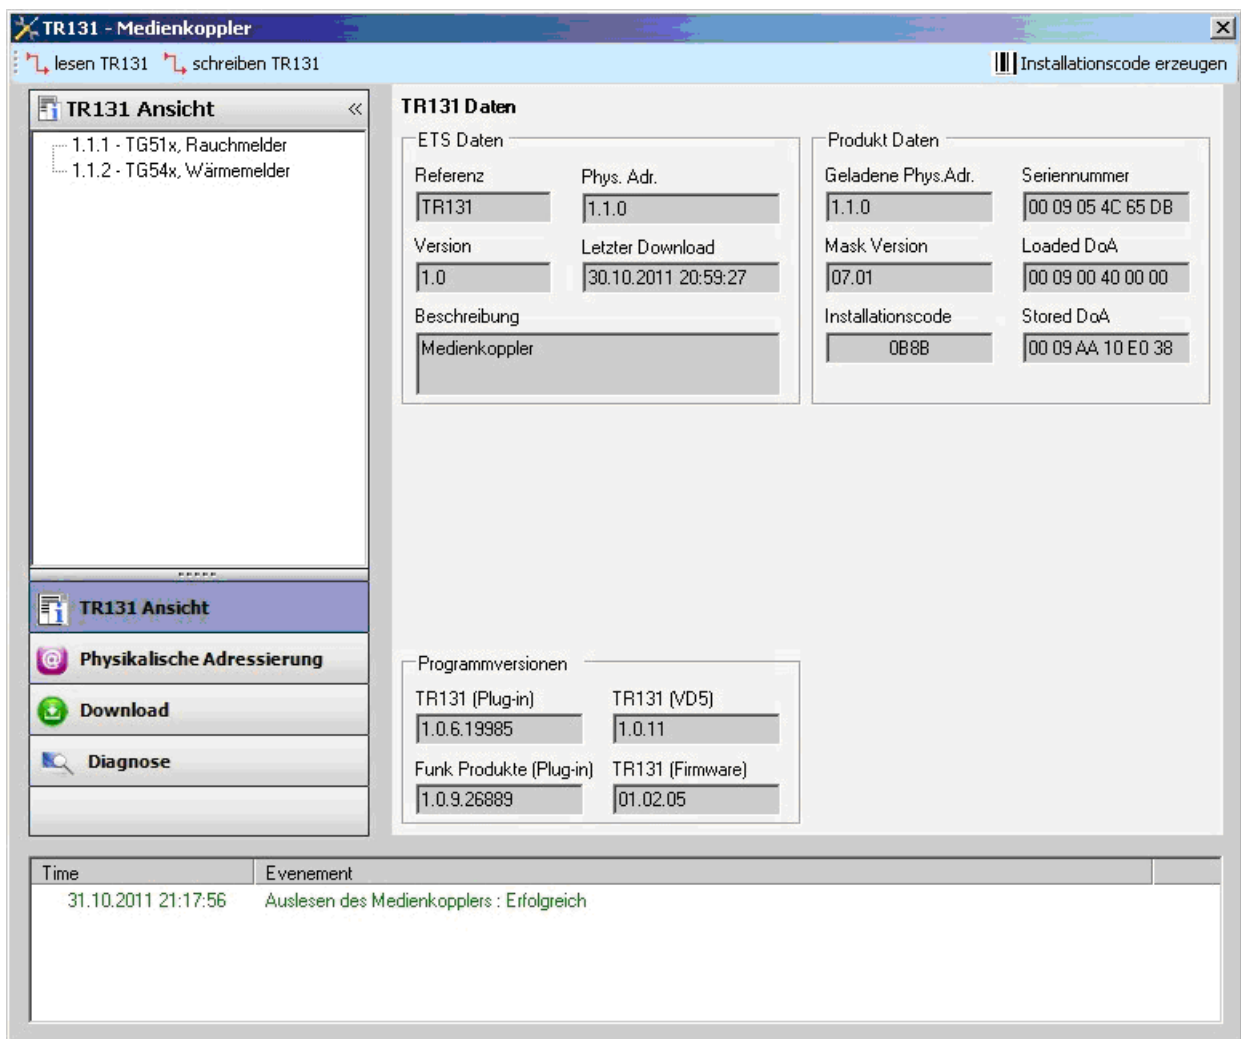 TR131 - Medienkoppler
lesen TR131 schreiben TR131 Installationscode erzeugen
TR131 Ansicht
1.1.1 - TG51x, Rauchmelder
1.1.2 - TG54x, Wärmemelder
TR131 Ansicht
Physikalische Adressierung
Download
Diagnose
TR131 Daten
ETS Daten
Referenz Phys. Adr.
TR131 1.1.0
Version Letzter Download
1.0 30.10.2011 20:59:27
Beschreibung
Medienkoppler
Produkt Daten
Geladene Phys.Adr. Seriennummer
1.1.0 00 09 05 4C 65 DB
Mask Version Loaded DoA
07.01 00 09 00 40 00 00
Installationscode Stored DoA
0B8B 00 09 AA 10 E0 38
Programmversionen
TR131 (Plug-in) TR131 (VD5)
1.0.6.19985 1.0.11
Funk Produkte (Plug-in) TR131 (Firmware)
1.0.9.26889 01.02.05
Time Evenement
31.10.2011 21:17:56 Auslesen des Medienkopplers : Erfolgreich